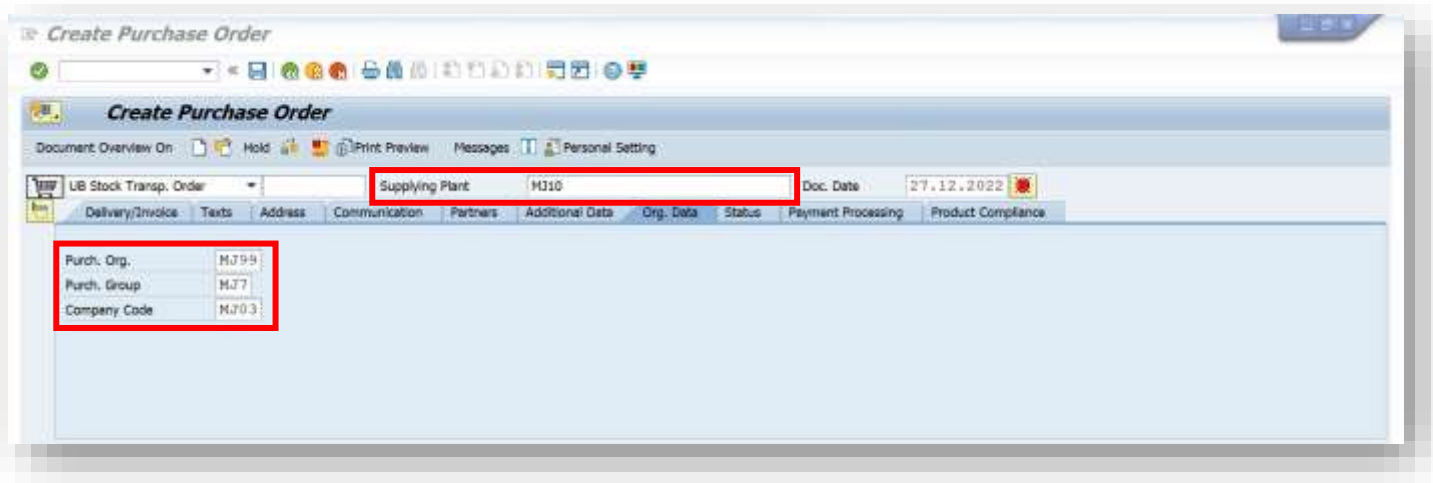 Create Purchase Order
Create Purchase Order
Document Overview On Hold Print Preview Messages Personal Setting
UB Stock Transp. Order Supplying Plant MJ10 Doc. Date 27.12.2022
Delivery/Invoice Texts Address Communication Partners Additional Data Org. Data Status Payment Processing Product Compliance
Purch. Org. MJ99
Purch. Group MJ7
Company Code MJ03